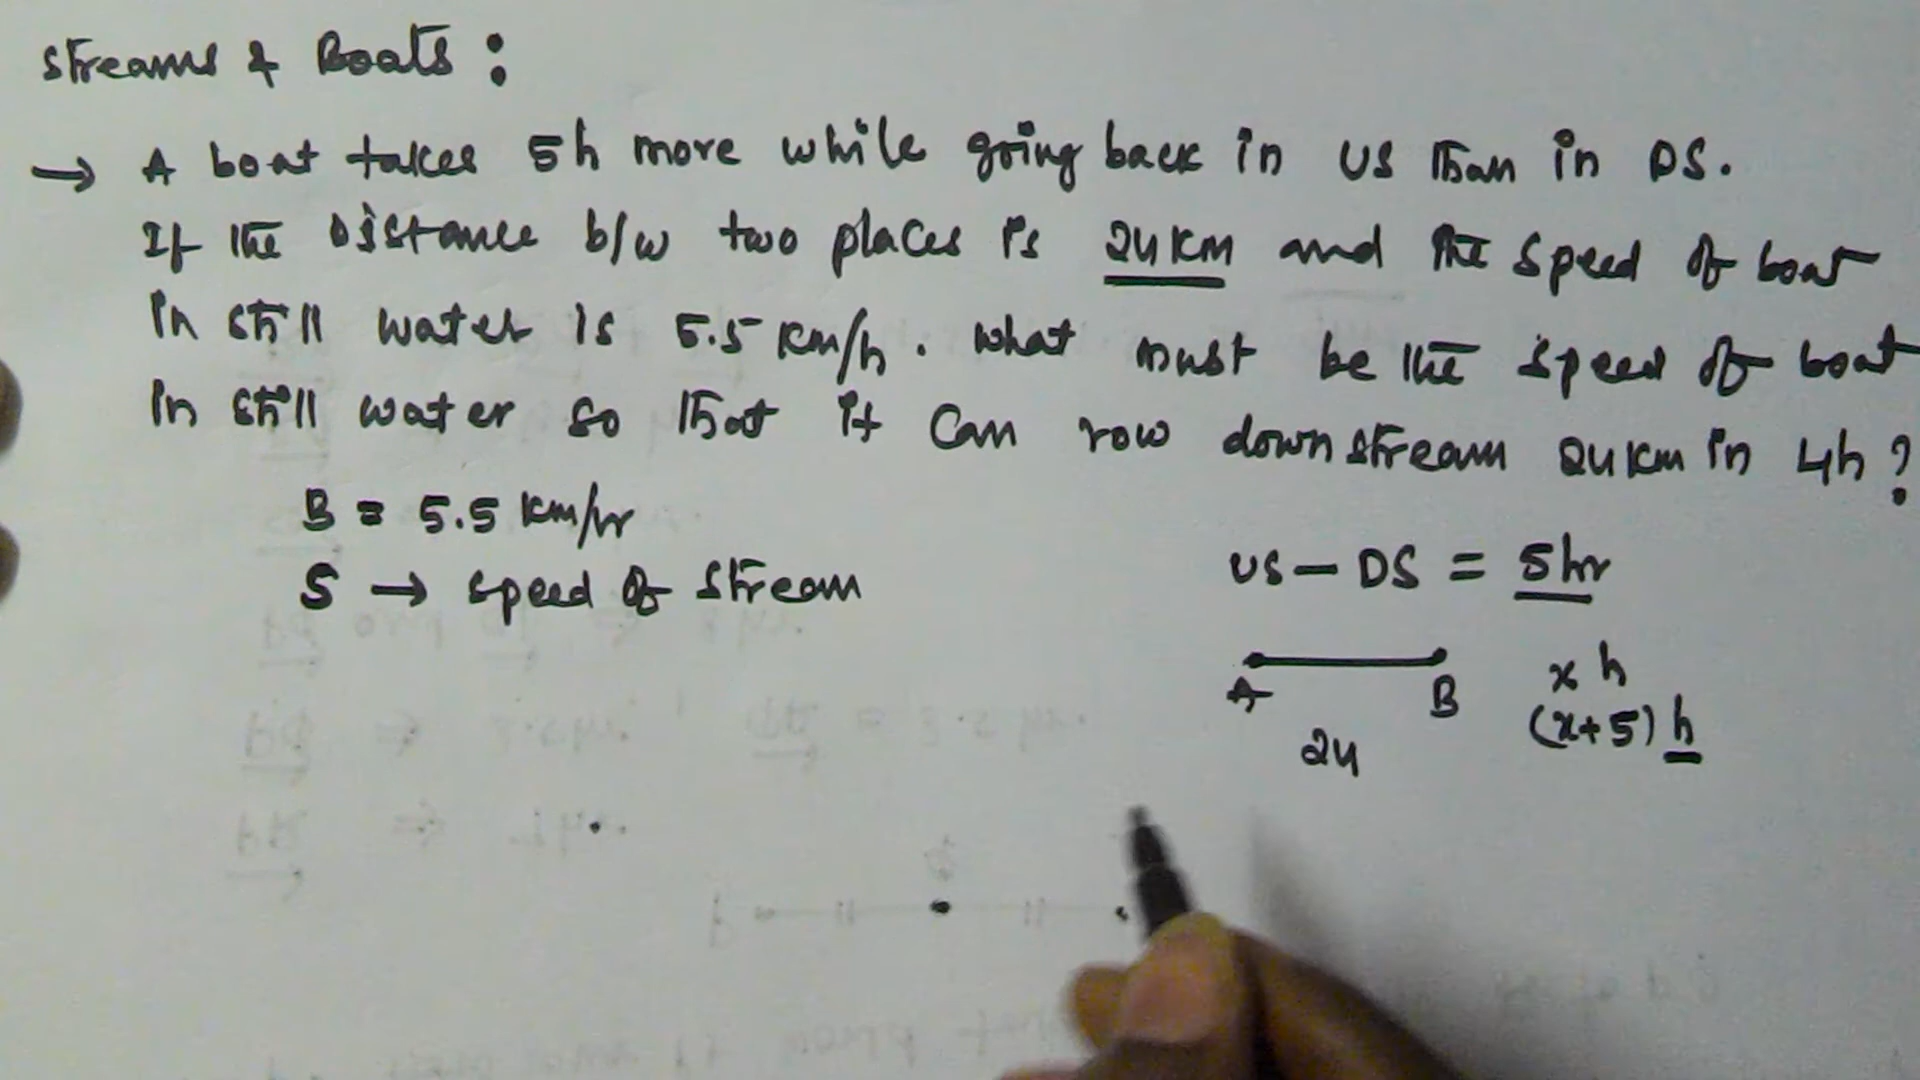 Streams & Boats :
→ A boat takes 5h more while going back in US than in DS.
If the Distance b/w two places is 24 KM and the speed of boat
in still water is 5.5 km/h. what must be the speed of boat
in still water so that it can row downstream 24 km in 4h ?
B = 5.5 km/hr
S → speed of stream
US - DS = 5hr
A B
24
x h
(x+5) h